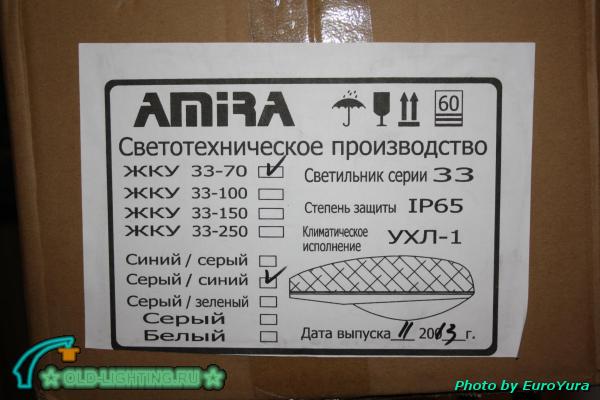 AMIRA
60
Светотехническое производство
ЖКУ 33-70
ЖКУ 33-100
ЖКУ 33-150
ЖКУ 33-250
Светильник серии 33
Степень защиты IP65
Климатическое
исполнение УХЛ-1
Синий / серый
Серый / синий
Серый / зеленый
Серый
Белый
Дата выпуска 11 2013 г.
OLD-LIGHTING.RU
Photo by EuroYura